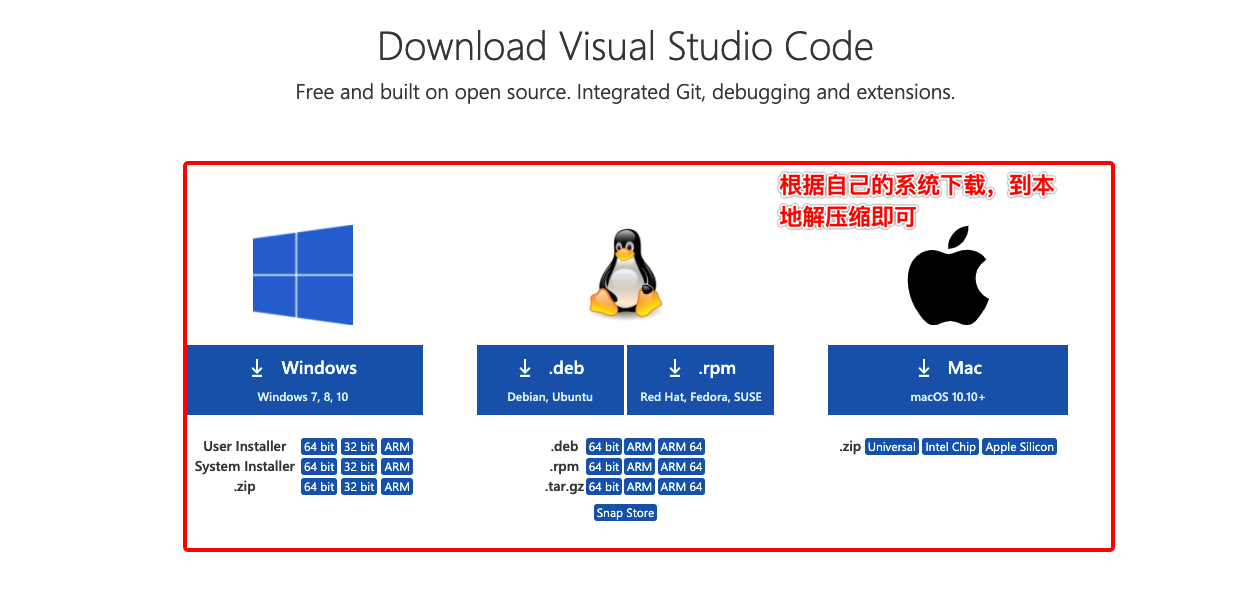 Download Visual Studio Code
Free and built on open source. Integrated Git, debugging and extensions.
根据自己的系统下载，到本
地解压缩即可
Windows
Windows 7, 8, 10
User Installer 64 bit 32 bit ARM
System Installer 64 bit 32 bit ARM
.zip 64 bit 32 bit ARM
.deb
Debian, Ubuntu
.rpm
Red Hat, Fedora, SUSE
.deb 64 bit ARM ARM 64
.rpm 64 bit ARM ARM 64
.tar.gz 64 bit ARM ARM 64
Snap Store
Mac
macOS 10.10+
.zip Universal Intel Chip Apple Silicon